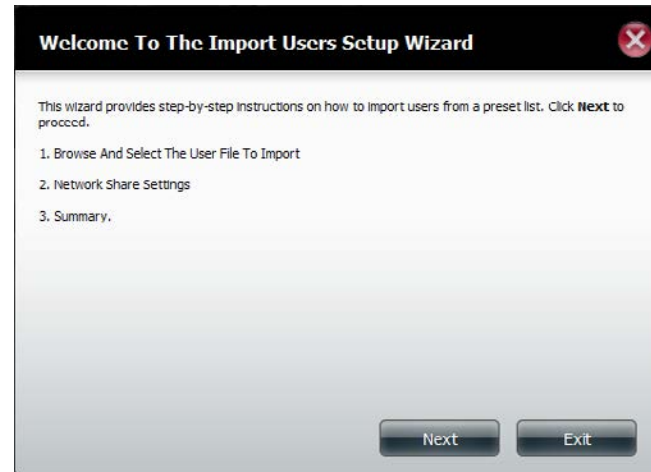 Welcome To The Import Users Setup Wizard
This wizard provides step-by-step instructions on how to import users from a preset list. Click Next to
proceed.
1. Browse And Select The User File To Import
2. Network Share Settings
3. Summary.
Next Exit